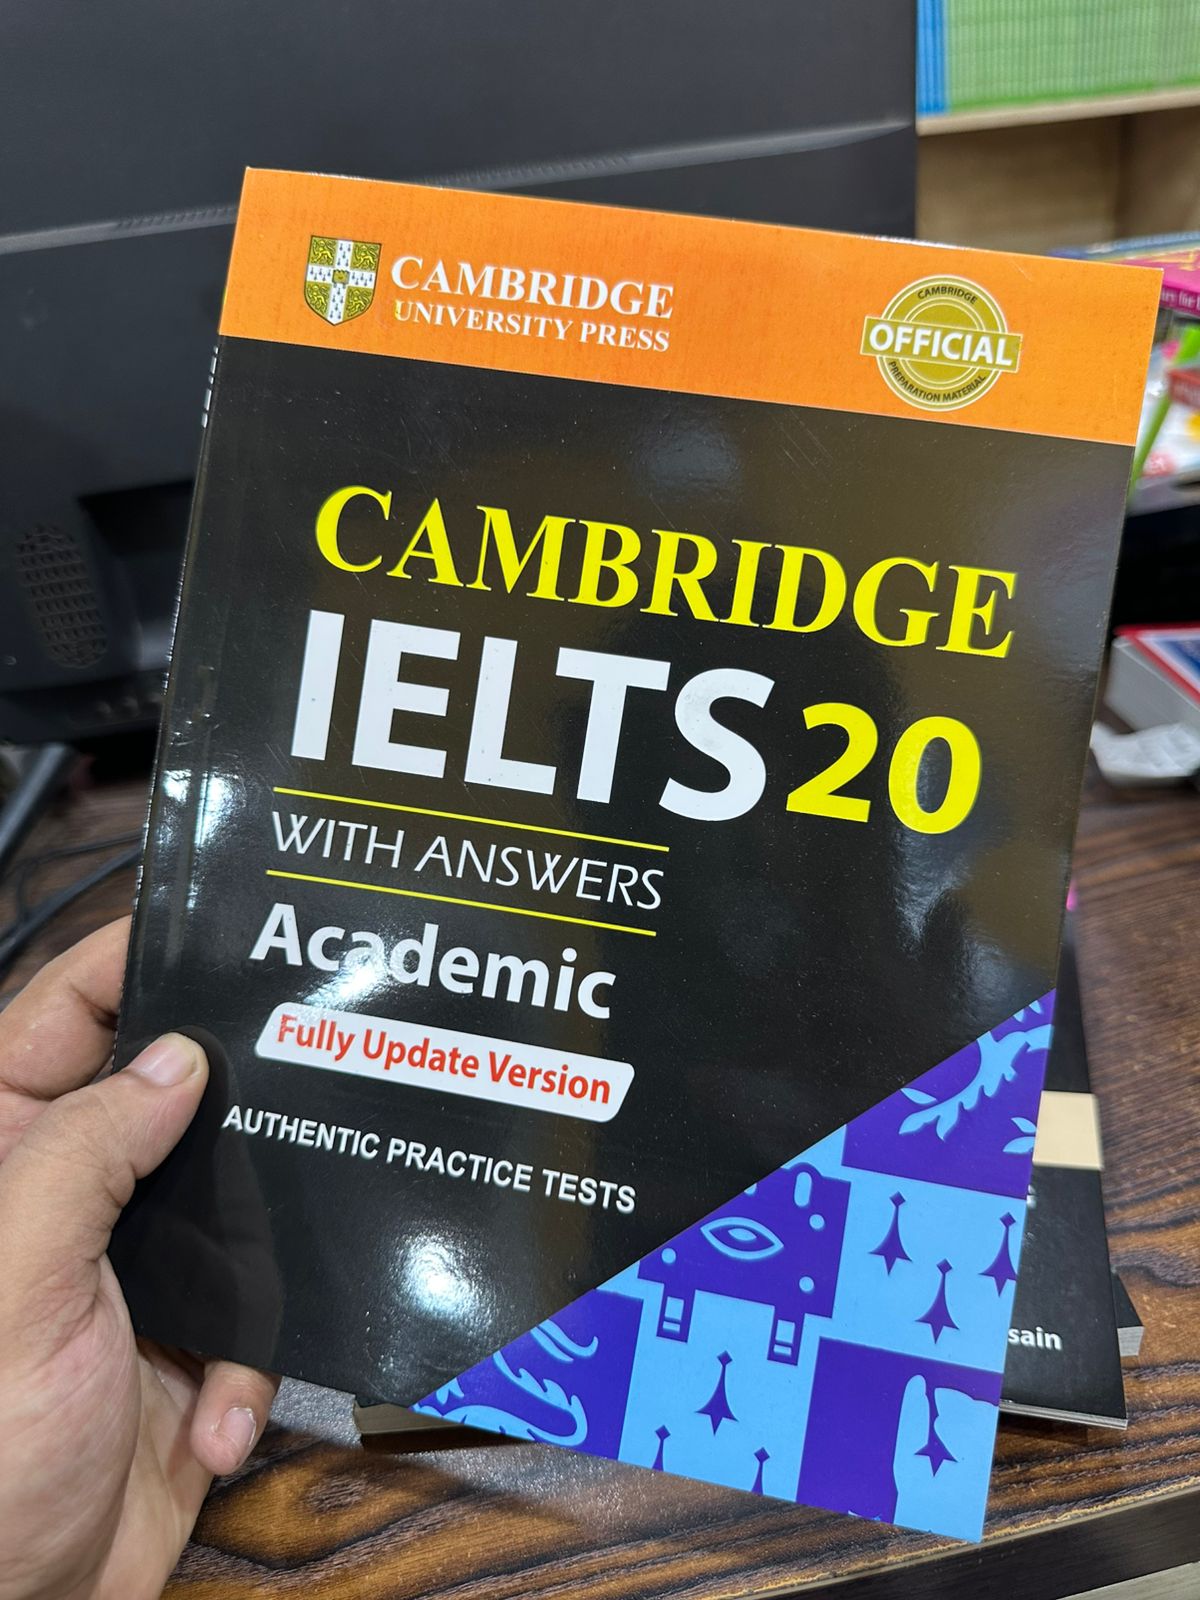 CAMBRIDGE
UNIVERSITY PRESS
CAMBRIDGE
OFFICIAL
PREPARATION MATERIAL
CAMBRIDGE
IELTS 20
WITH ANSWERS
Academic
Fully Update Version
AUTHENTIC PRACTICE TESTS
sain